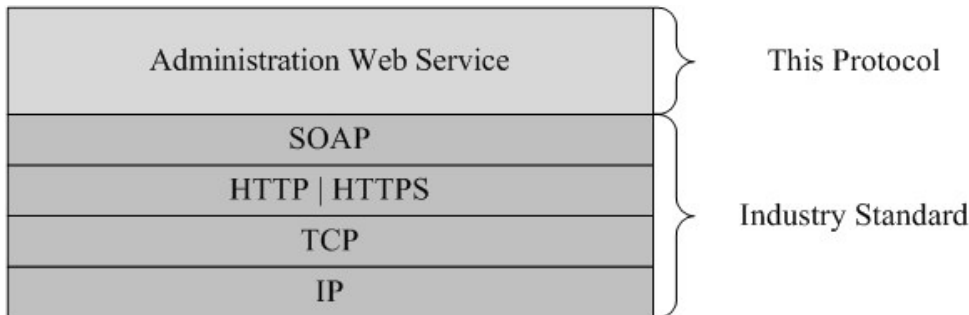 Administration Web Service
This Protocol
SOAP
HTTP | HTTPS
TCP
IP
Industry Standard